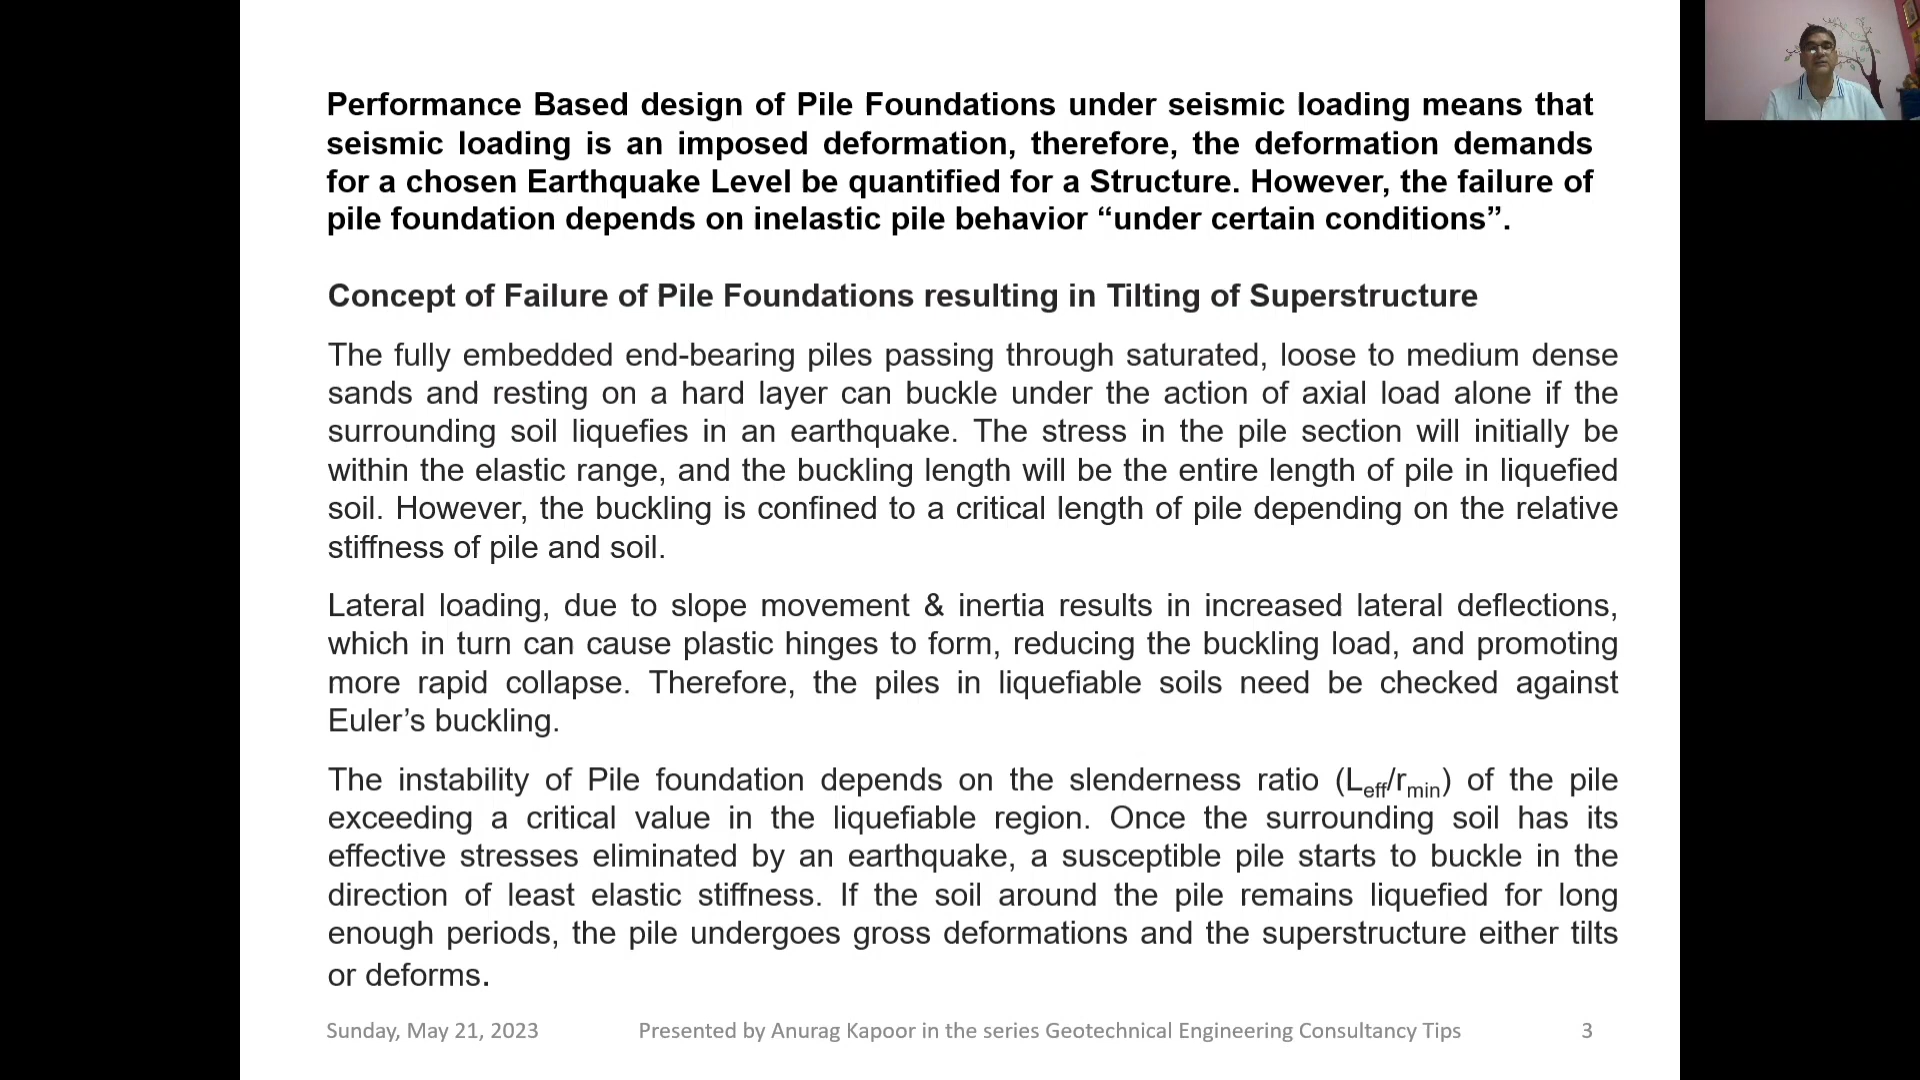 Performance Based design of Pile Foundations under seismic loading means that
seismic loading is an imposed deformation, therefore, the deformation demands
for a chosen Earthquake Level be quantified for a Structure. However, the failure of
pile foundation depends on inelastic pile behavior “under certain conditions”.
Concept of Failure of Pile Foundations resulting in Tilting of Superstructure
The fully embedded end-bearing piles passing through saturated, loose to medium dense
sands and resting on a hard layer can buckle under the action of axial load alone if the
surrounding soil liquefies in an earthquake. The stress in the pile section will initially be
within the elastic range, and the buckling length will be the entire length of pile in liquefied
soil. However, the buckling is confined to a critical length of pile depending on the relative
stiffness of pile and soil.
Lateral loading, due to slope movement & inertia results in increased lateral deflections,
which in turn can cause plastic hinges to form, reducing the buckling load, and promoting
more rapid collapse. Therefore, the piles in liquefiable soils need be checked against
Euler’s buckling.
The instability of Pile foundation depends on the slenderness ratio (Leff/rmin) of the pile
exceeding a critical value in the liquefiable region. Once the surrounding soil has its
effective stresses eliminated by an earthquake, a susceptible pile starts to buckle in the
direction of least elastic stiffness. If the soil around the pile remains liquefied for long
enough periods, the pile undergoes gross deformations and the superstructure either tilts
or deforms.
Sunday, May 21, 2023 Presented by Anurag Kapoor in the series Geotechnical Engineering Consultancy Tips 3